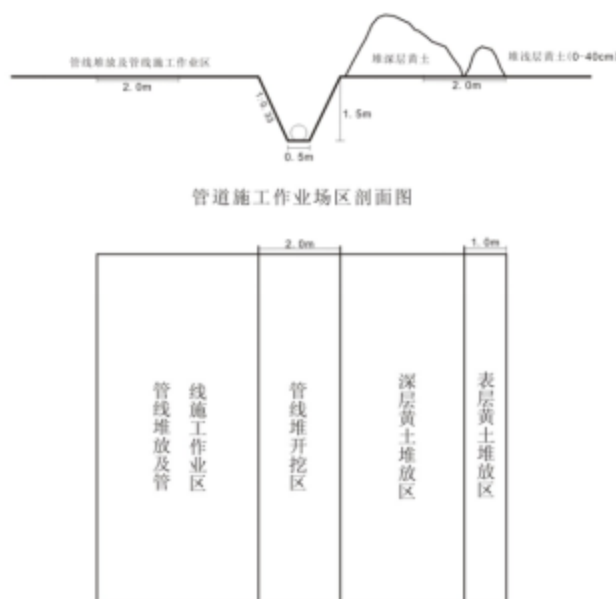 管线堆放及管线施工作业区
堆深层黄土
堆浅层黄土(0-40cm)
2.0m
2.0m
1:0.33
1.5m
0.5m
管道施工作业场区剖面图
2.0m
1.0m
管线堆放及管
线施工作业区
管线堆开挖区
深层黄土堆放区
表层黄土堆放区